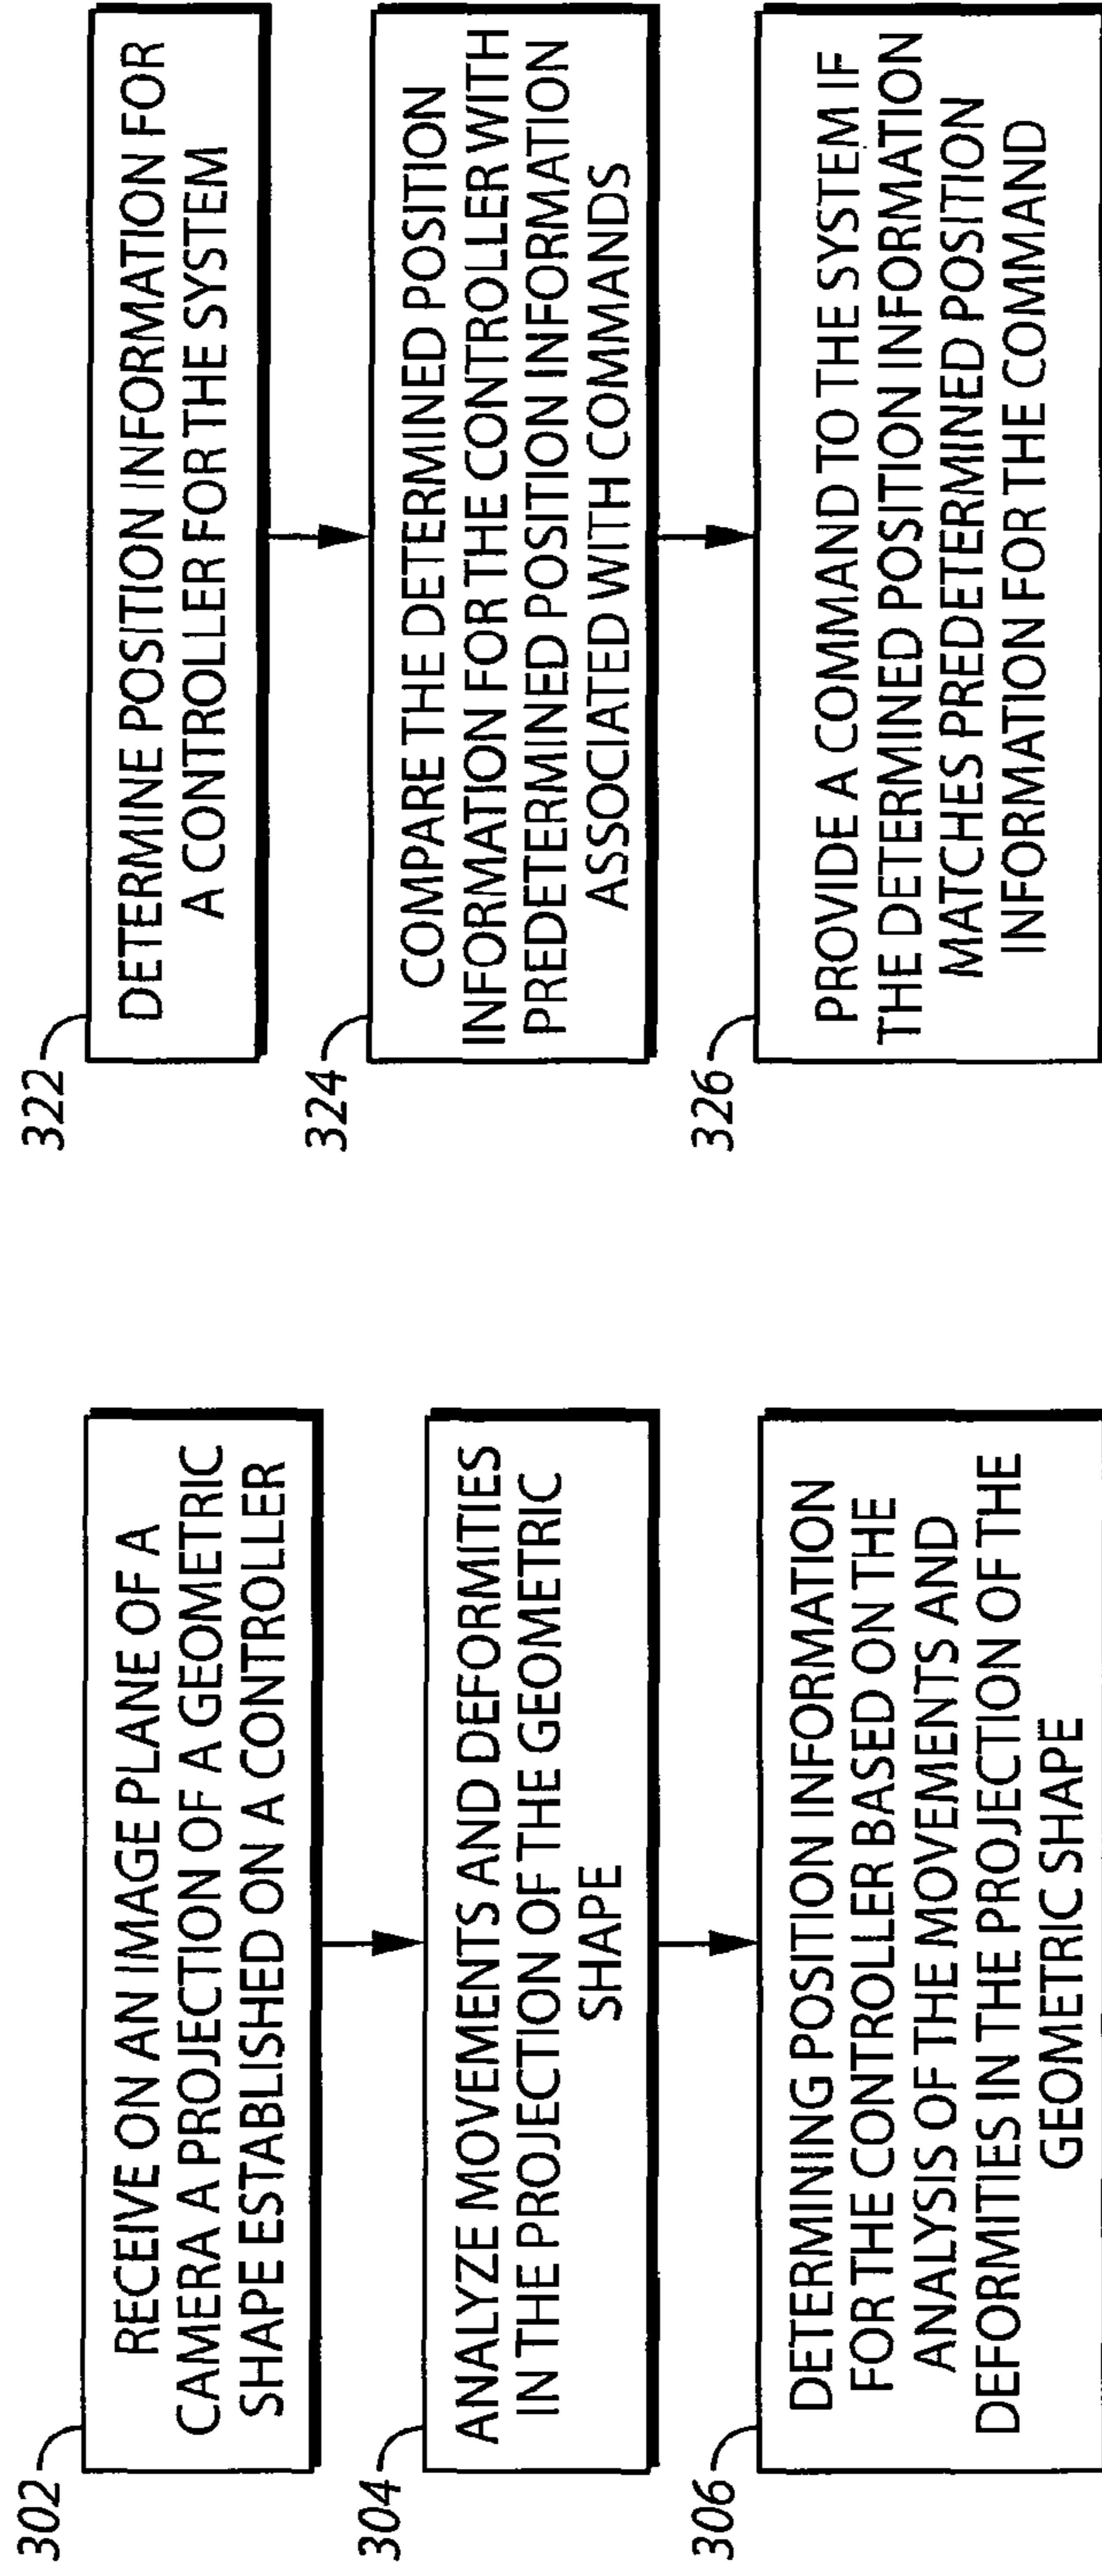 302
RECEIVE ON AN IMAGE PLANE OF A
CAMERA A PROJECTION OF A GEOMETRIC
SHAPE ESTABLISHED ON A CONTROLLER
304
ANALYZE MOVEMENTS AND DEFORMITIES
IN THE PROJECTION OF THE GEOMETRIC
SHAPE
306
DETERMINING POSITION INFORMATION
FOR THE CONTROLLER BASED ON THE
ANALYSIS OF THE MOVEMENTS AND
DEFORMITIES IN THE PROJECTION OF THE
GEOMETRIC SHAPE
322
DETERMINE POSITION INFORMATION FOR
A CONTROLLER FOR THE SYSTEM
324
COMPARE THE DETERMINED POSITION
INFORMATION FOR THE CONTROLLER WITH
PREDETERMINED POSITION INFORMATION
ASSOCIATED WITH COMMANDS
326
PROVIDE A COMMAND TO THE SYSTEM IF
THE DETERMINED POSITION INFORMATION
MATCHES PREDETERMINED POSITION
INFORMATION FOR THE COMMAND